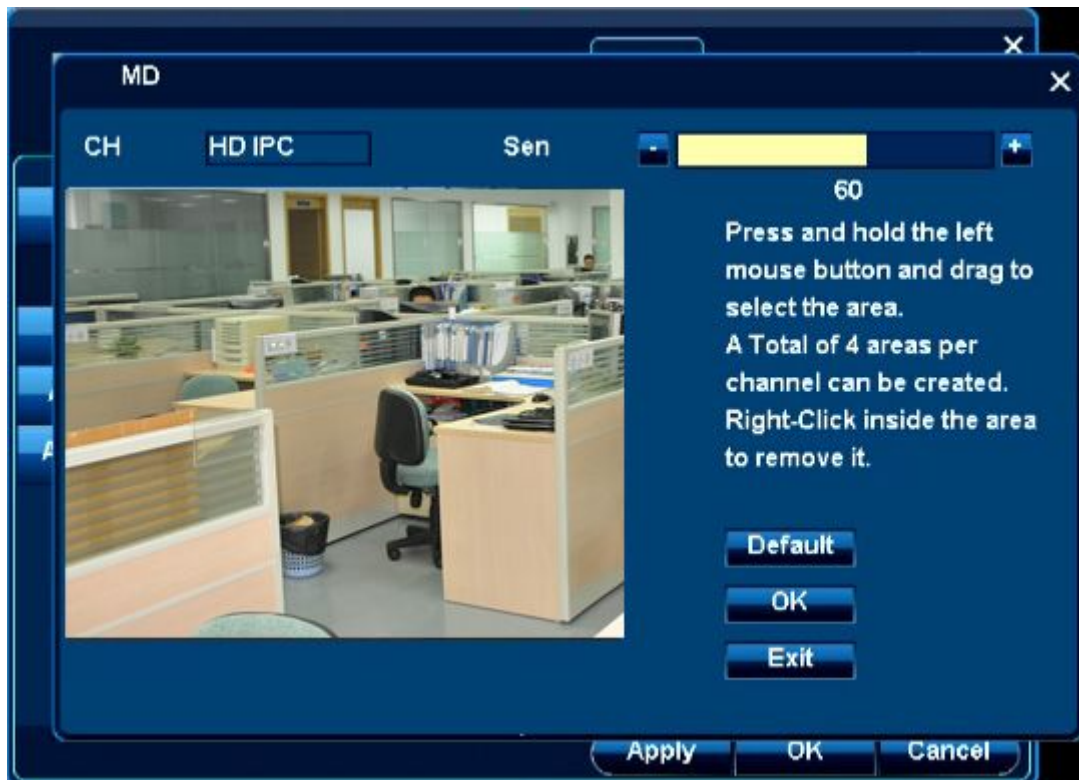 MD
CH
HD IPC
Sen
-
+
60
Press and hold the left
mouse button and drag to
select the area.
A Total of 4 areas per
channel can be created.
Right-Click inside the area
to remove it.
Default
OK
Exit
Apply
OK
Cancel